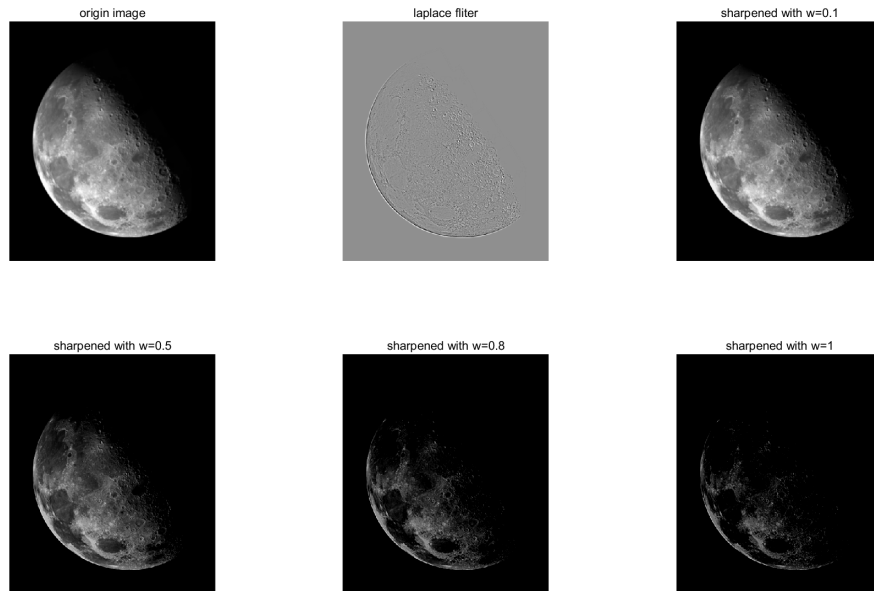 origin image
laplace fliter
sharpened with w=0.1
sharpened with w=0.5
sharpened with w=0.8
sharpened with w=1